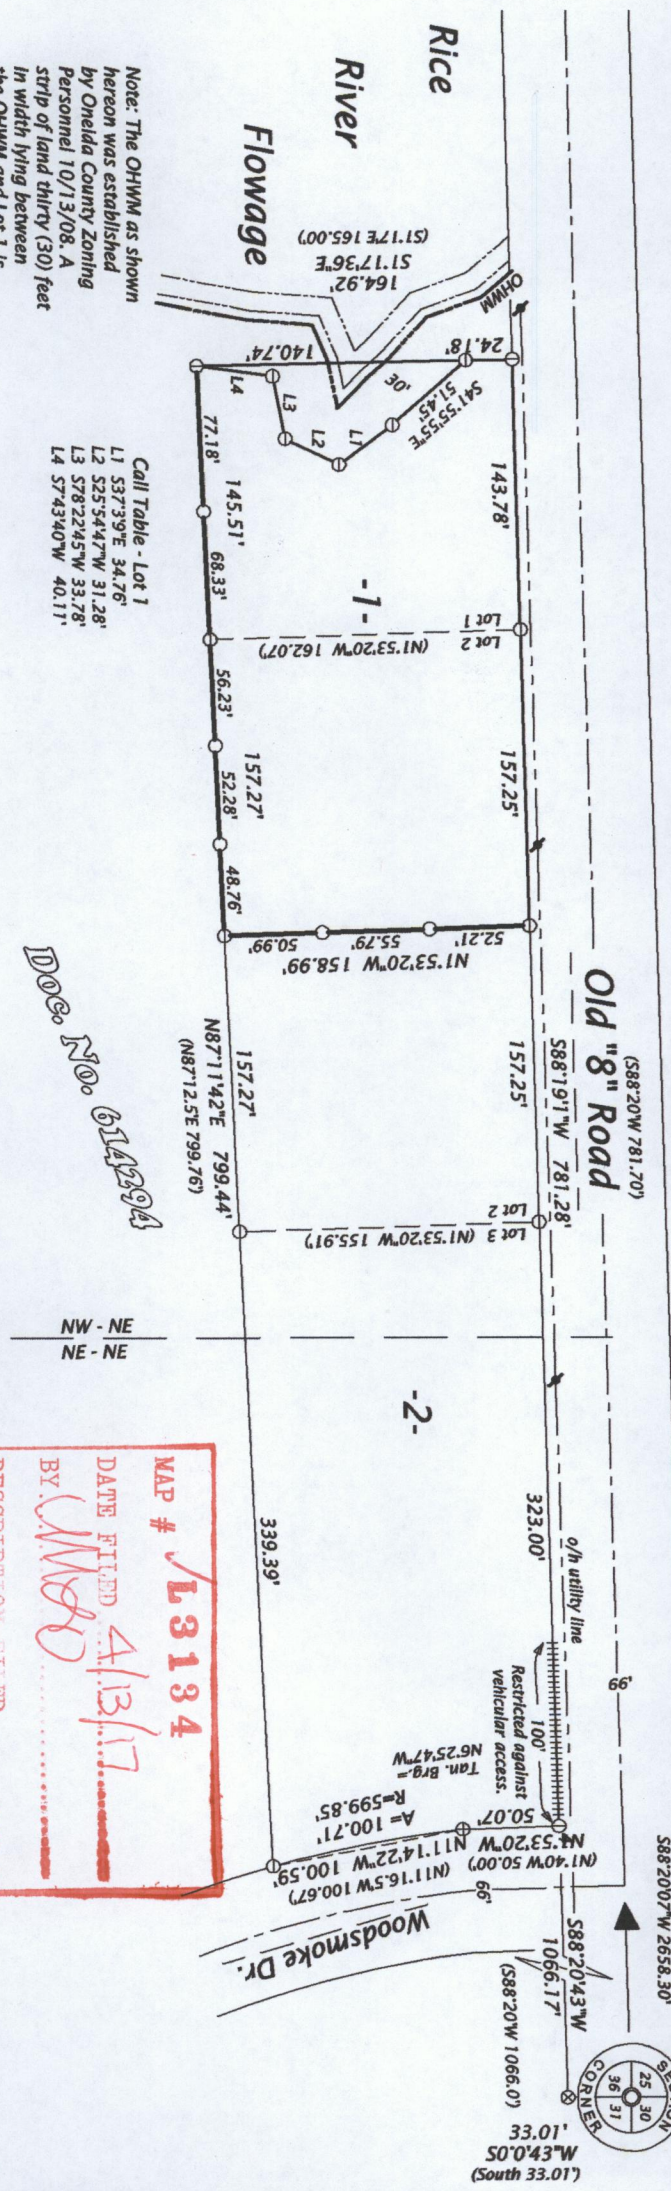 Rice
River
Flowage
Note: The OHWM as shown
hereon was established
by Oneida County Zoning
Personnel 10/13/08. A
strip of land thirty (30) feet
in width lying between
the OHWM and Lot 1 is
(S1°17'E 165.00')
S1°17'36"E
164.92'
OHWM
140.74'
24.18'
30'
S41°55'55"E
51.45'
L1
L2
L3
L4
Call Table - Lot 1
L1 S37°5'9"E 34.76'
L2 S25°54'47"W 31.28'
L3 S78°22'45"W 33.78'
L4 S7°43'40"W 40.11'
143.78'
-1-
77.18'
145.51'
68.33'
Lot 1
Lot 2
(N1°53'20"W 162.07')
56.23'
157.27'
52.28'
48.76'
157.25'
52.21'
55.79'
50.99'
N1°53'20"W 158.99'
Old "8" Road
(S88°20'W 781.70')
S88°19'1"W 781.28'
157.25'
157.27'
N87°11'42"E 799.44'
(N87°12.5'E 799.76')
Lot 2
Lot 3
(N1°53'20"W 155.91')
Doc. No. 614294
NW - NE
NE - NE
-2-
323.00'
339.39'
o/h utility line
66'
100'
Restricted against
vehicular access.
Tan. Brg.=
N6°25'47"W
A= 100.71'
R=599.85'
50.07'
N1°53'20"W
(N1°40'W 50.00')
N11°14'22"W 100.59'
(N11°16.5'W 100.67')
66'
Woodsmoke Dr.
MAP # L3134
DATE FILED 4/13/17
BY
S88°20'07"W 2658.30'
S88°20'43"W
1066.17'
(S88°20'W 1066.0')
SECTION
CORNER
25 30
36 31
33.01'
S0°0'43"W
(South 33.01')